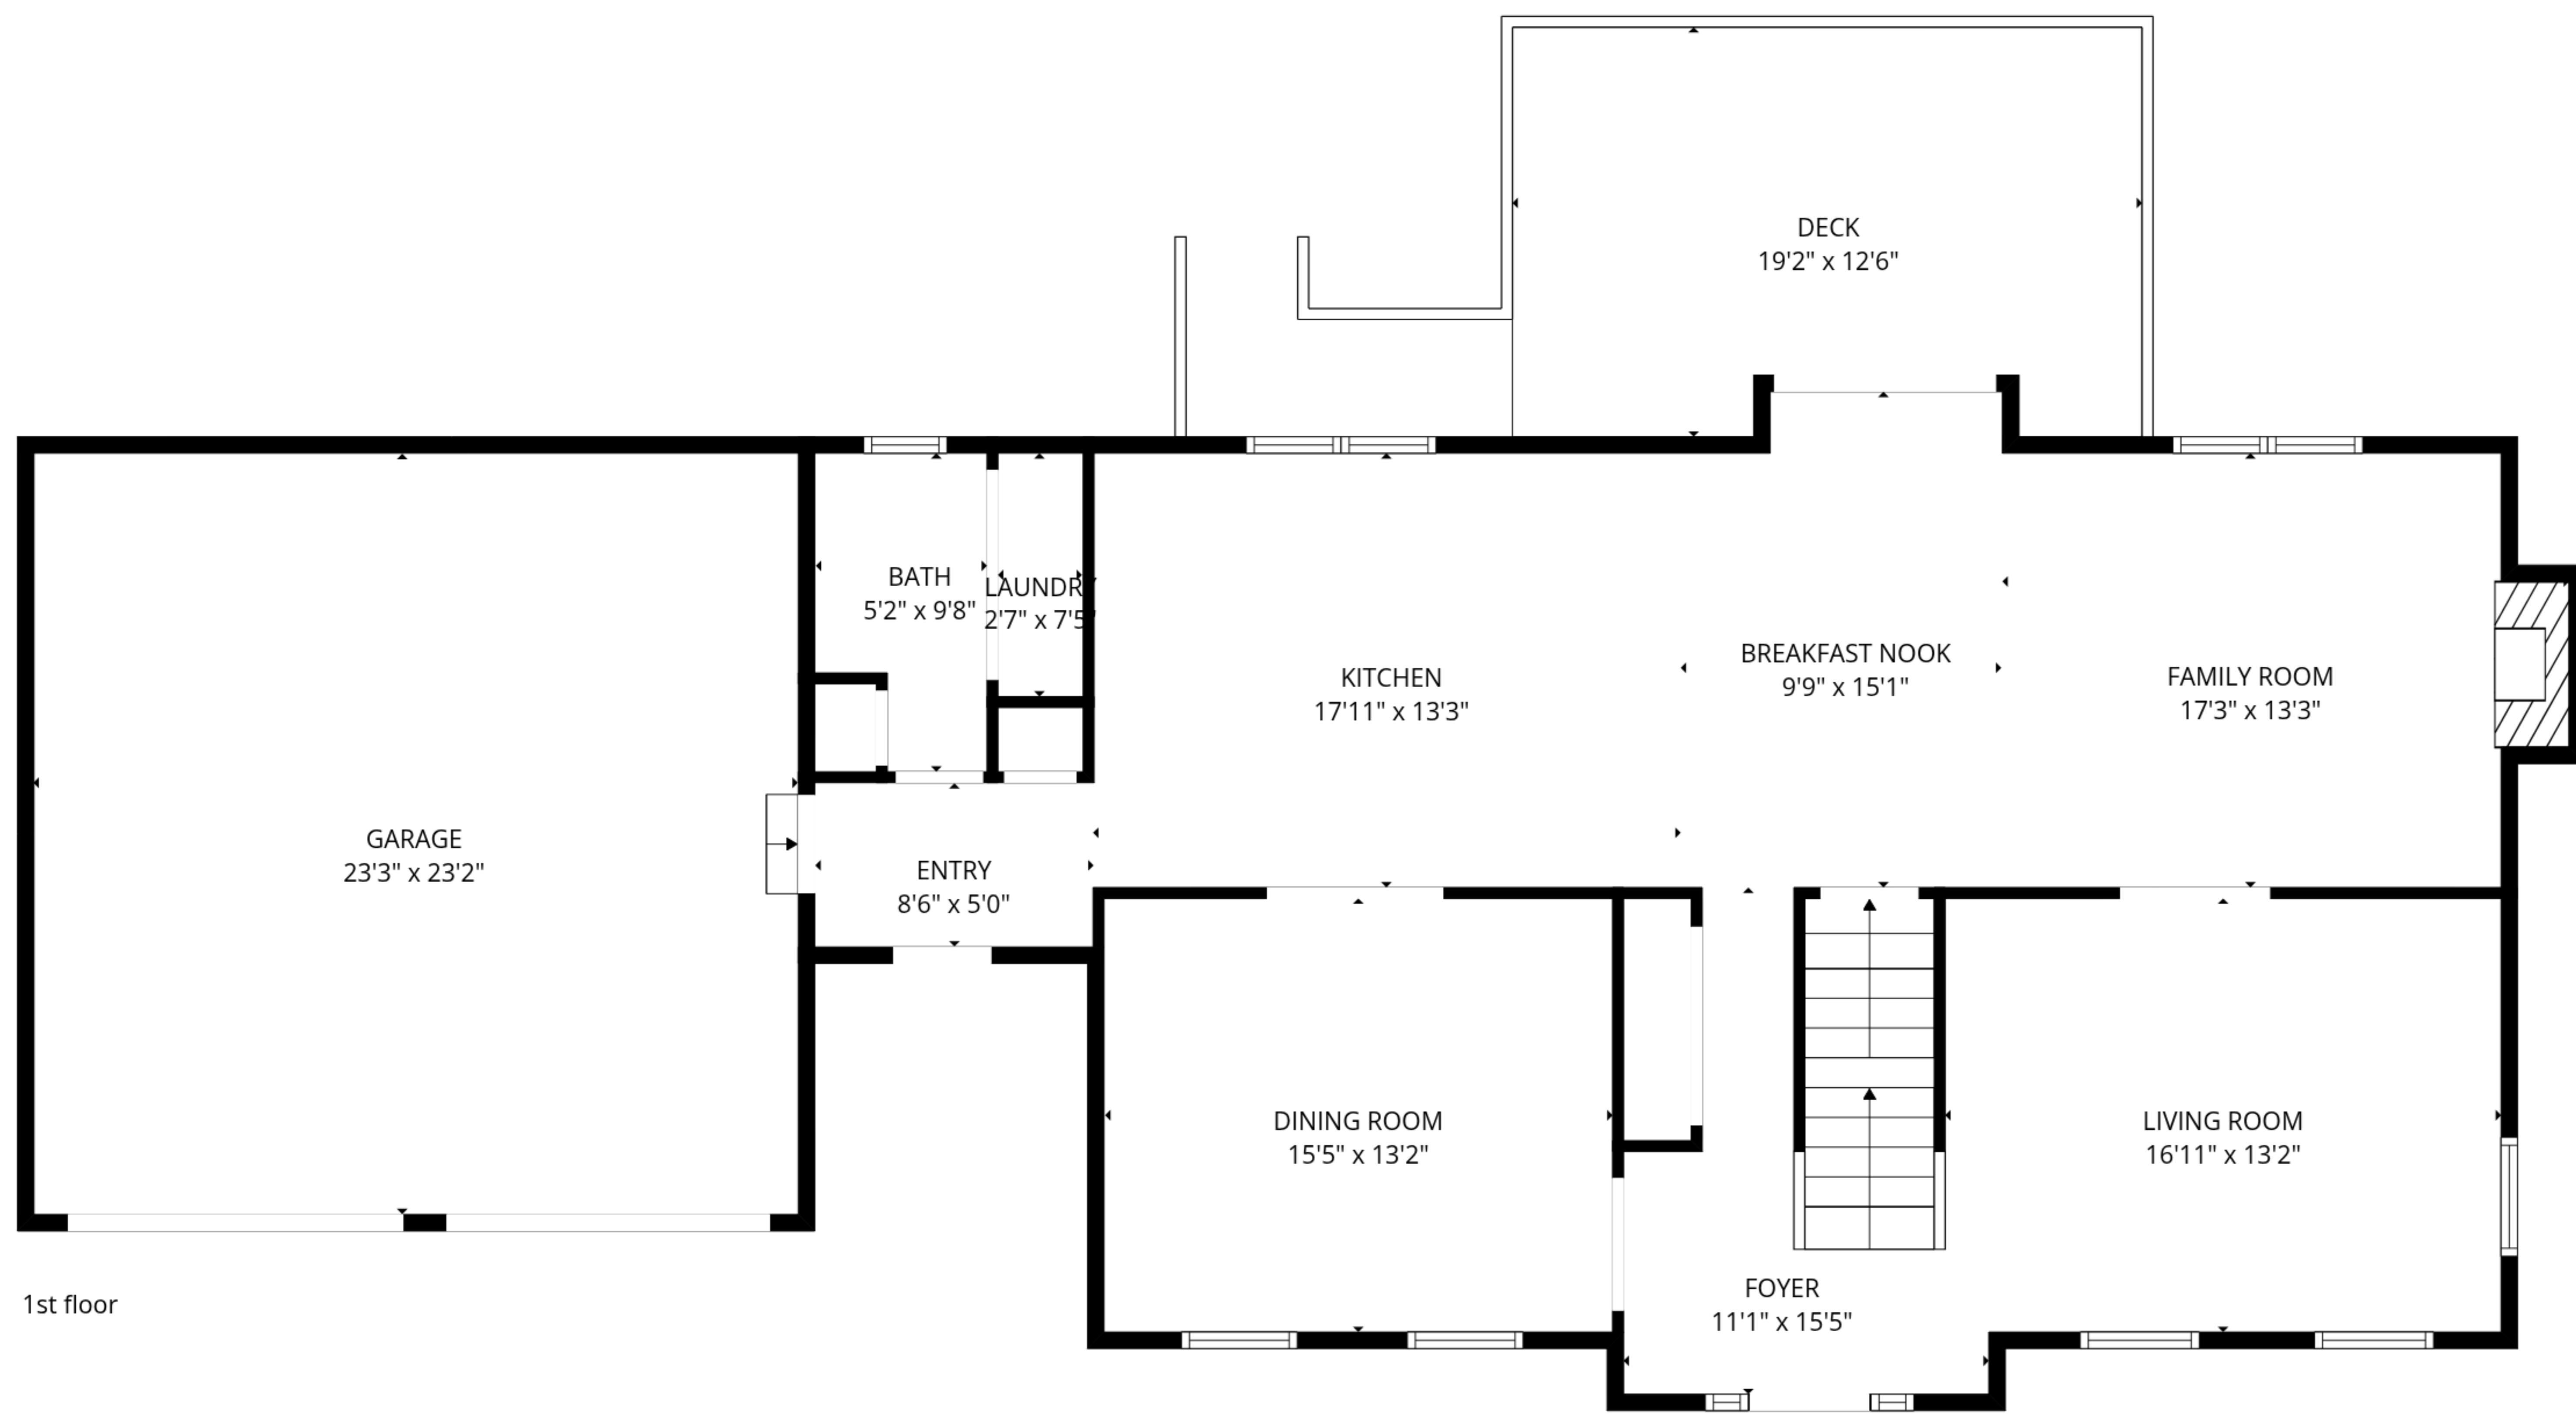 DECK
19'2" x 12'6"
BATH
5'2" x 9'8"
LAUNDRY
2'7" x 7'5"
KITCHEN
17'11" x 13'3"
BREAKFAST NOOK
9'9" x 15'1"
FAMILY ROOM
17'3" x 13'3"
GARAGE
23'3" x 23'2"
ENTRY
8'6" x 5'0"
DINING ROOM
15'5" x 13'2"
LIVING ROOM
16'11" x 13'2"
FOYER
11'1" x 15'5"
1st floor